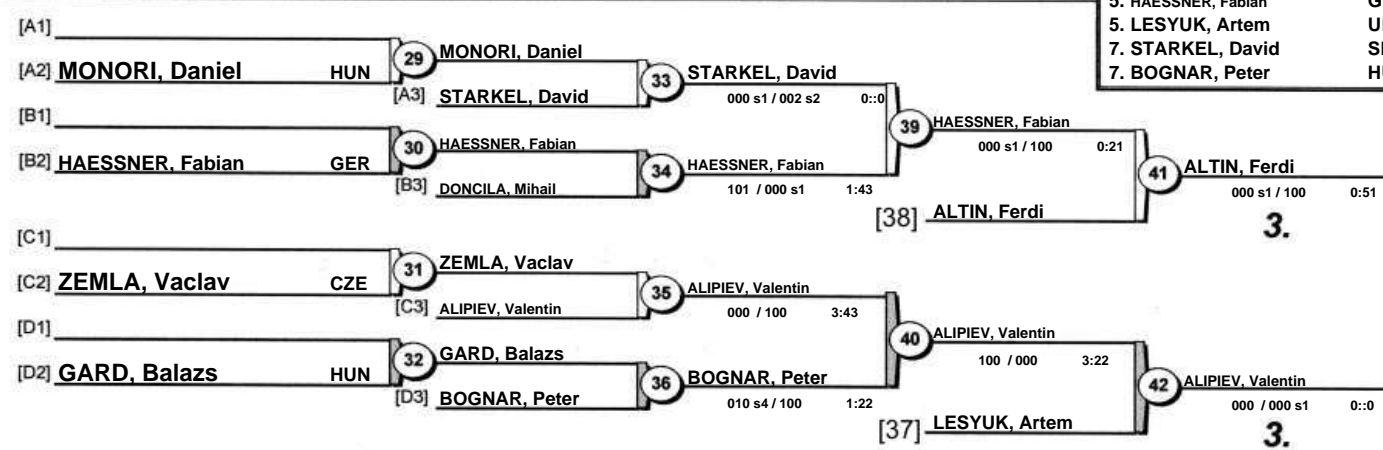 5. HAESSNER, Fabian G
5. LESYUK, Artem
7. STARKEL, David
7. BOGNAR, Peter
[A1]
[A2] MONORI, Daniel HUN
29
MONORI, Daniel
[A3] STARKEL, David
33
STARKEL, David
000 s1 / 002 s2 0::0
[B1]
[B2] HAESSNER, Fabian GER
30
HAESSNER, Fabian
[B3] DONCILA, Mihail
34
HAESSNER, Fabian
101 / 000 s1 1:43
39
HAESSNER, Fabian
000 s1 / 100 0:21
[38] ALTIN, Ferdi
41
ALTIN, Ferdi
000 s1 / 100 0:51
3.
[C1]
[C2] ZEMLA, Vaclav CZE
31
ZEMLA, Vaclav
[C3] ALIPIEV, Valentin
35
ALIPIEV, Valentin
000 / 100 3:43
[D1]
[D2] GARD, Balazs HUN
32
GARD, Balazs
[D3] BOGNAR, Peter
36
BOGNAR, Peter
010 s4 / 100 1:22
40
ALIPIEV, Valentin
100 / 000 3:22
[37] LESYUK, Artem
42
ALIPIEV, Valentin
000 / 000 s1 0::0
3.